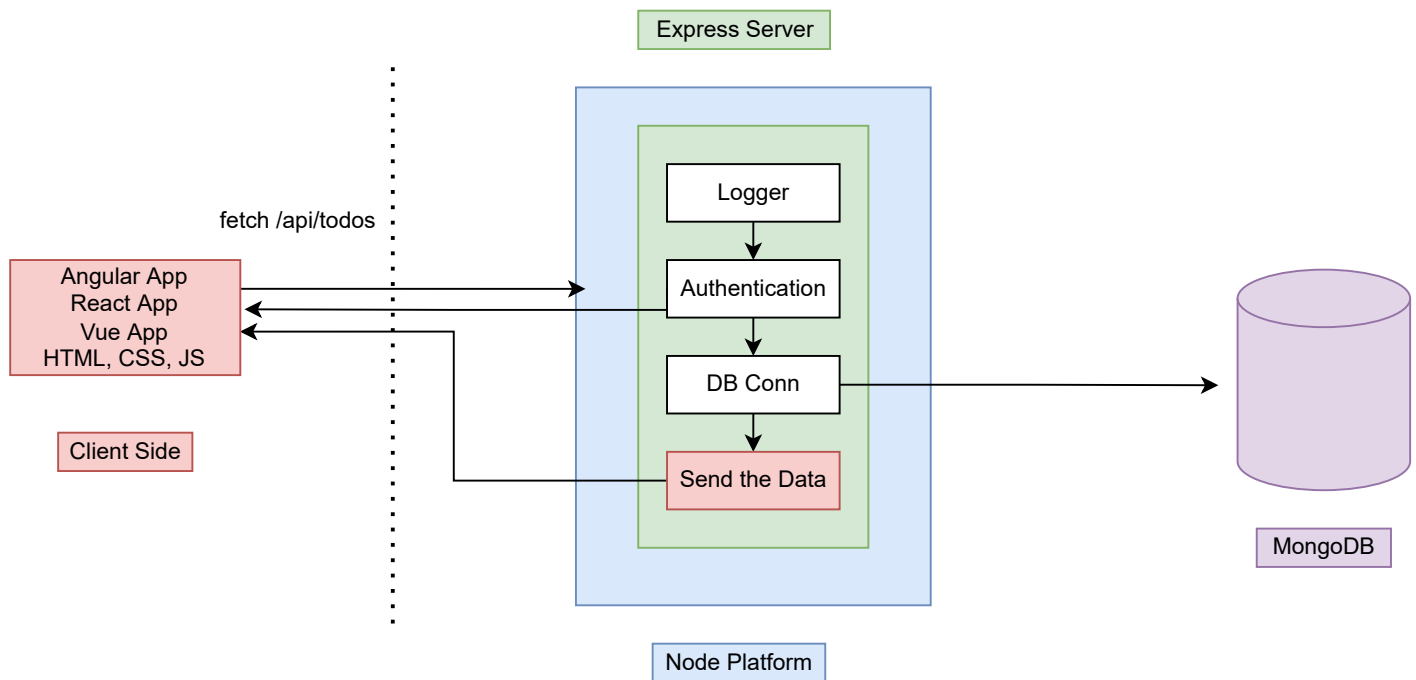 Express Server
fetch /api/todos
Angular App
React App
Vue App
HTML, CSS, JS
Client Side
Logger
Authentication
DB Conn
Send the Data
MongoDB
Node Platform